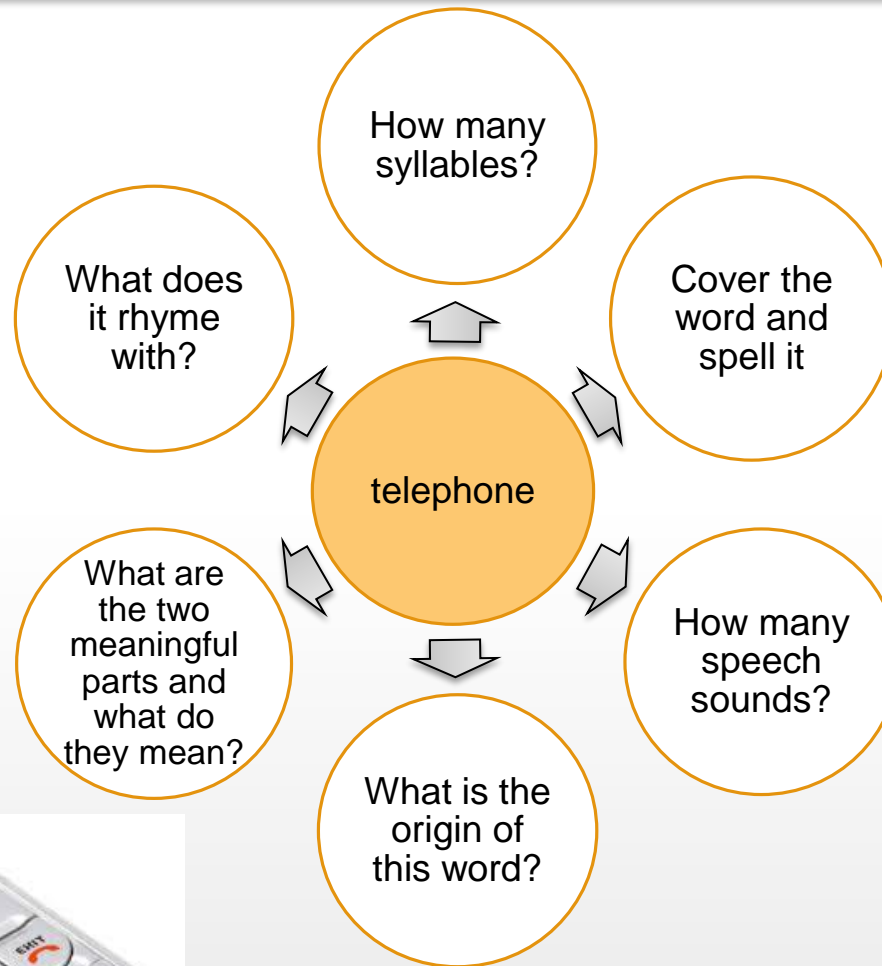 How many
syllables?
What does
it rhyme
with?
Cover the
word and
spell it
telephone
What are
the two
meaningful
parts and
what do
they mean?
How many
speech
sounds?
What is the
origin of
this word?
EXIT